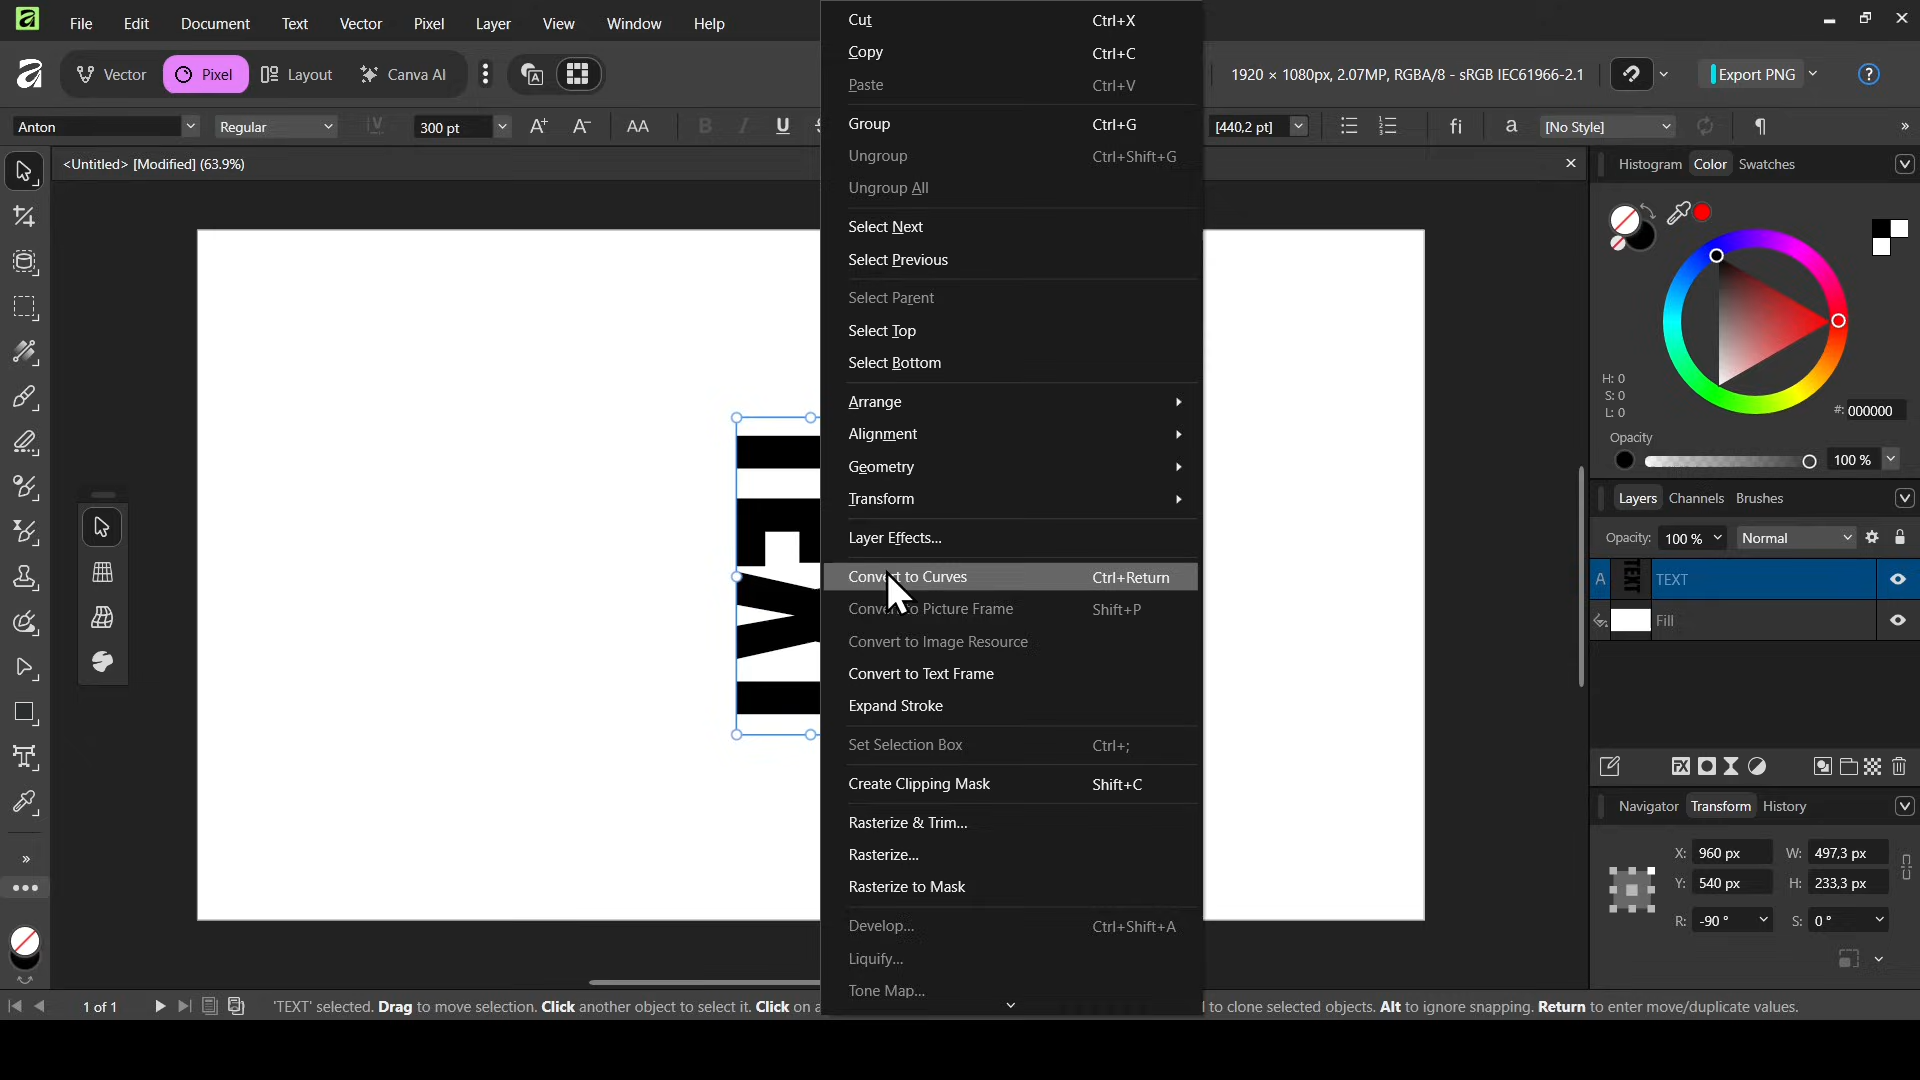 File Edit Document Text Vector Pixel Layer View Window Help
Vector Pixel Layout Canva AI
1920 × 1080px, 2.07MP, RGBA/8 - sRGB IEC61966-2.1
Export PNG
Anton Regular 300 pt A+ A− AA B I U
[440,2 pt] fi a [No Style]
<Untitled> [Modified] (63.9%)
Cut Ctrl+X
Copy Ctrl+C
Paste Ctrl+V
Group Ctrl+G
Ungroup Ctrl+Shift+G
Ungroup All
Select Next
Select Previous
Select Parent
Select Top
Select Bottom
Arrange
Alignment
Geometry
Transform
Layer Effects...
Convert to Curves Ctrl+Return
Shift+P
Convert to Image Resource
Convert to Text Frame
Expand Stroke
Set Selection Box Ctrl+;
Create Clipping Mask Shift+C
Rasterize & Trim...
Rasterize...
Rasterize to Mask
Develop... Ctrl+Shift+A
Liquify...
Tone Map...
Histogram Color Swatches
H: 0
S: 0
L: 0
#: 000000
Opacity
100 %
Layers Channels Brushes
Opacity: 100 % Normal
A TEXT TEXT
Fill
FX
Navigator Transform History
X: 960 px W: 497,3 px
Y: 540 px H: 233,3 px
R: -90 ° S: 0 °
1 of 1
'TEXT' selected. Drag to move selection. Click another object to select it. Click on a
to clone selected objects. Alt to ignore snapping. Return to enter move/duplicate values.